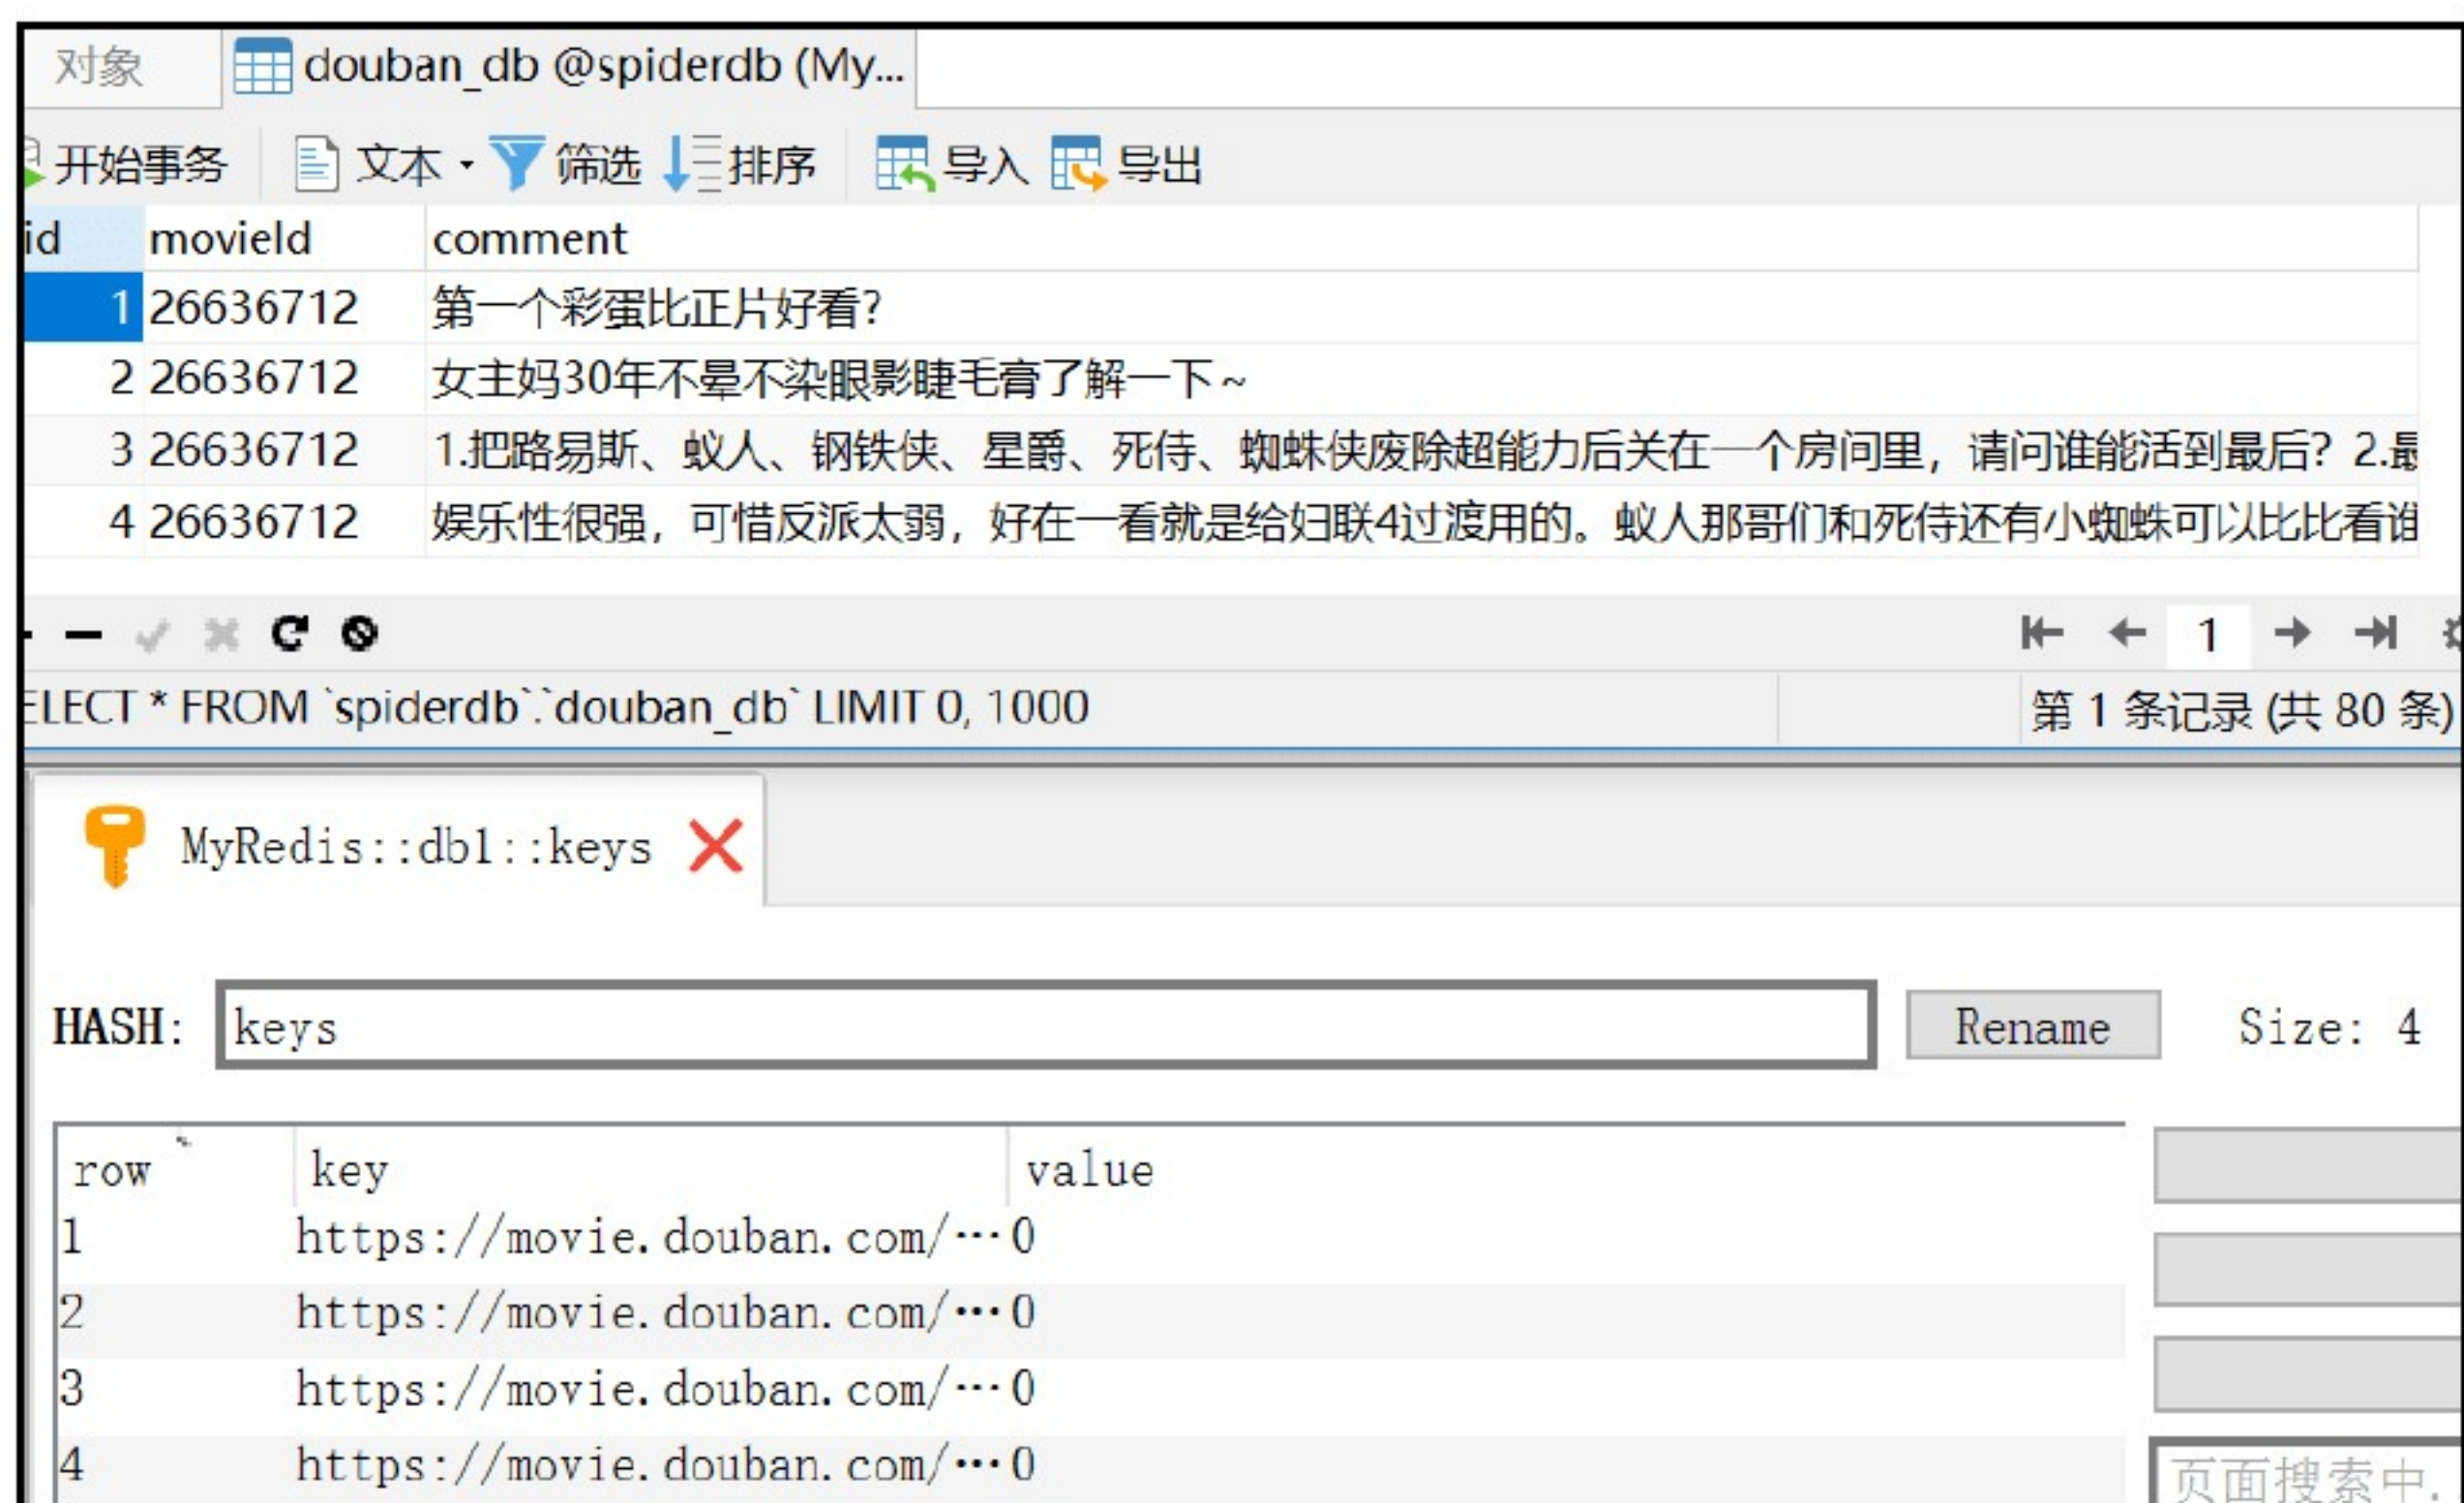 对象 douban_db @spiderdb (My...
开始事务 文本 筛选 排序 导入 导出
id movieId comment
1 26636712 第一个彩蛋比正片好看?
2 26636712 女主妈30年不晕不染眼影睫毛膏了解一下~
3 26636712 1.把路易斯、蚁人、钢铁侠、星爵、死侍、蜘蛛侠废除超能力后关在一个房间里，请问谁能活到最后？2.最
4 26636712 娱乐性很强，可惜反派太弱，好在一看就是给妇联4过渡用的。蚁人那哥们和死侍还有小蜘蛛可以比比看谁
1
ELECT * FROM `spiderdb`.`douban_db` LIMIT 0, 1000 第 1 条记录 (共 80 条)
MyRedis::db1::keys
HASH: keys Rename Size: 4
row key value
1 https://movie.douban.com/…0
2 https://movie.douban.com/…0
3 https://movie.douban.com/…0
4 https://movie.douban.com/…0
页面搜索中.